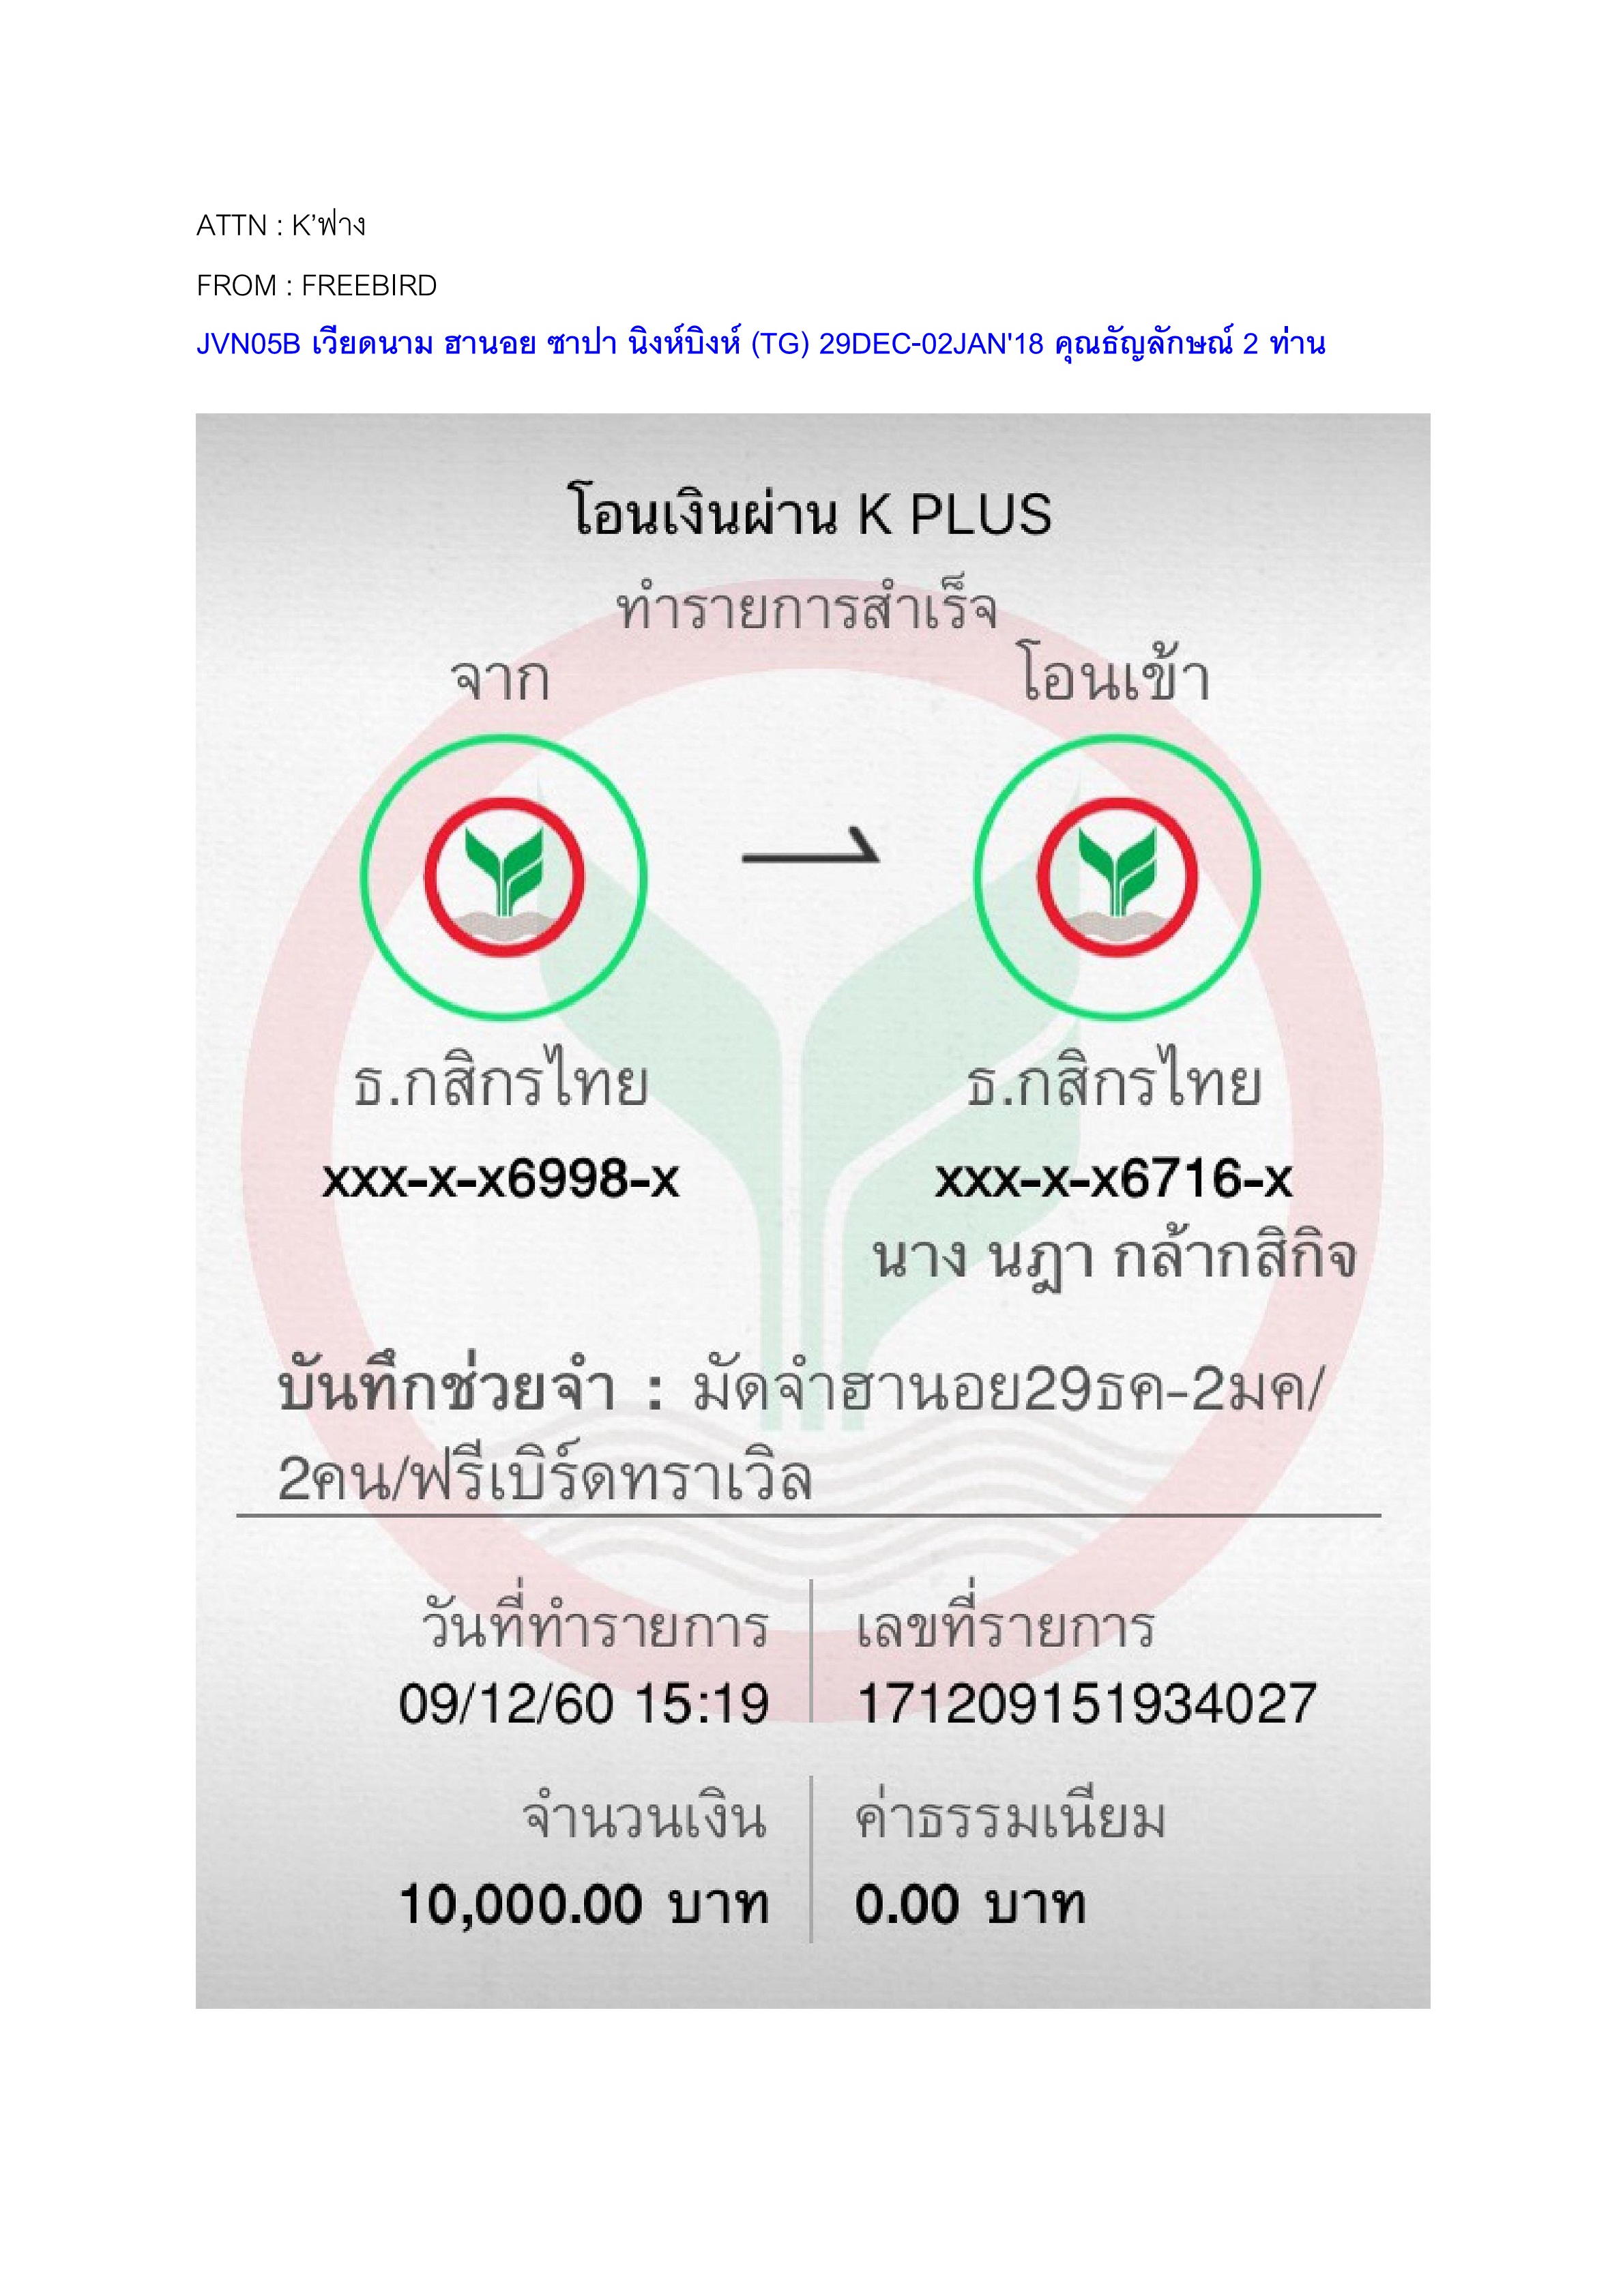 ATTN : K’ฟาง
FROM : FREEBIRD
JVN05B เวียดนาม ฮานอย ซาปา นิงห์บิงห์ (TG) 29DEC-02JAN'18 คุณธัญลักษณ์ 2 ท่าน
โอนเงินผ่าน K PLUS
ทำรายการสำเร็จ
จาก โอนเข้า
ธ.กสิกรไทย ธ.กสิกรไทย
xxx-x-x6998-x xxx-x-x6716-x
นาง นฎา กล้ากสิกิจ
บันทึกช่วยจำ : มัดจำฮานอย29ธค-2มค/
2คน/ฟรีเบิร์ดทราเวิล
วันที่ทำรายการ เลขที่รายการ
09/12/60 15:19 171209151934027
จำนวนเงิน ค่าธรรมเนียม
10,000.00 บาท 0.00 บาท